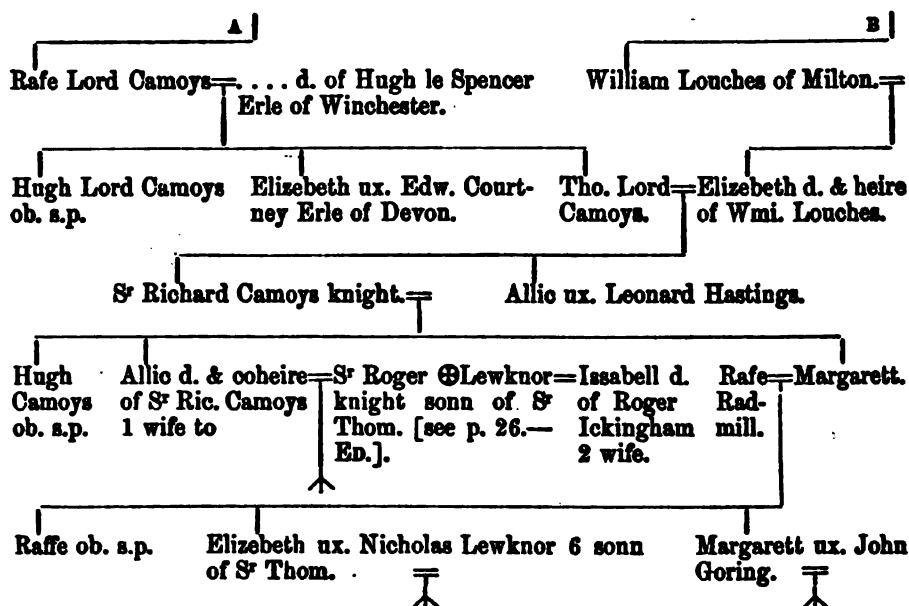 A
B
Rafe Lord Camoys=. . . . d. of Hugh le Spencer
Erle of Winchester.
William Louches of Milton.=
Hugh Lord Camoys
ob. s.p.
Elizebeth ux. Edw. Court-
ney Erle of Devon.
Tho. Lord=
Camoys.
Elizebeth d. & heire
of Wmi. Louches.
Sr Richard Camoys knight.=
Allic ux. Leonard Hastings.
Hugh
Camoys
ob. s.p.
Allic d. & coheire=
of Sr Ric. Camoys
1 wife to
Sr Roger ⊕Lewknor=
knight sonn of Sr
Thom. [see p. 26.—
ED.].
Issabell d.
of Roger
Ickingham
2 wife.
Rafe=
Rad-
mill.
Margarett.
Raffe ob. s.p.
Elizebeth ux. Nicholas Lewknor 6 sonn
of Sr Thom.
=
Margarett ux. John
Goring.
=